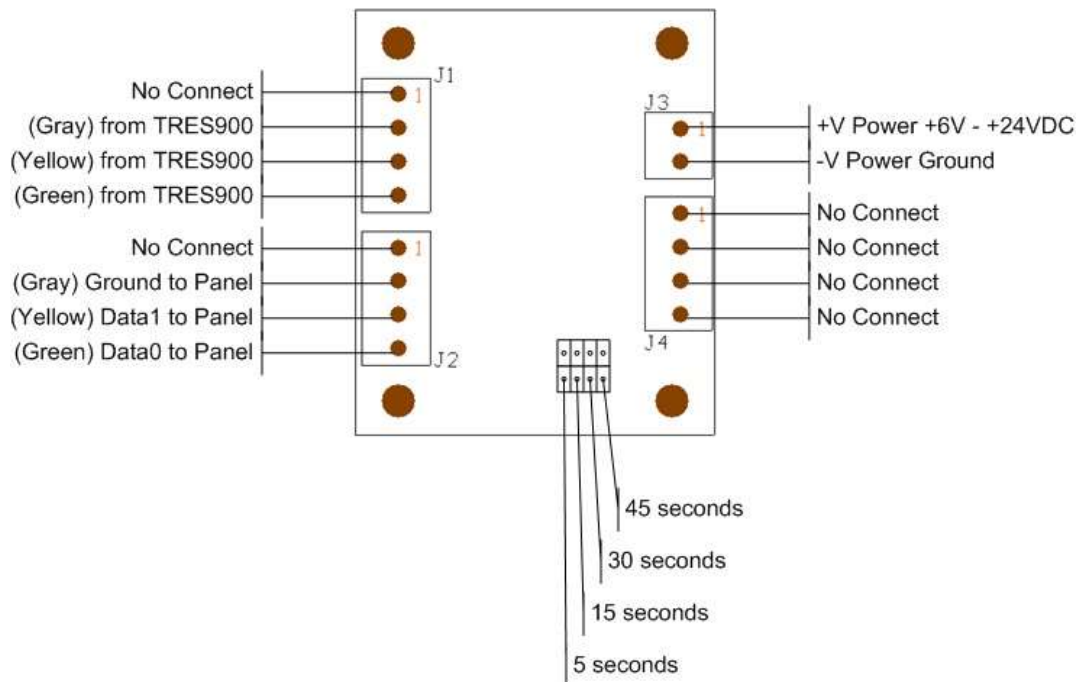 J1
No Connect
1
(Gray) from TRES900
(Yellow) from TRES900
(Green) from TRES900
No Connect
1
(Gray) Ground to Panel
(Yellow) Data1 to Panel
(Green) Data0 to Panel
J2
J3
1
+V Power +6V - +24VDC
-V Power Ground
1
No Connect
No Connect
No Connect
No Connect
J4
45 seconds
30 seconds
15 seconds
5 seconds